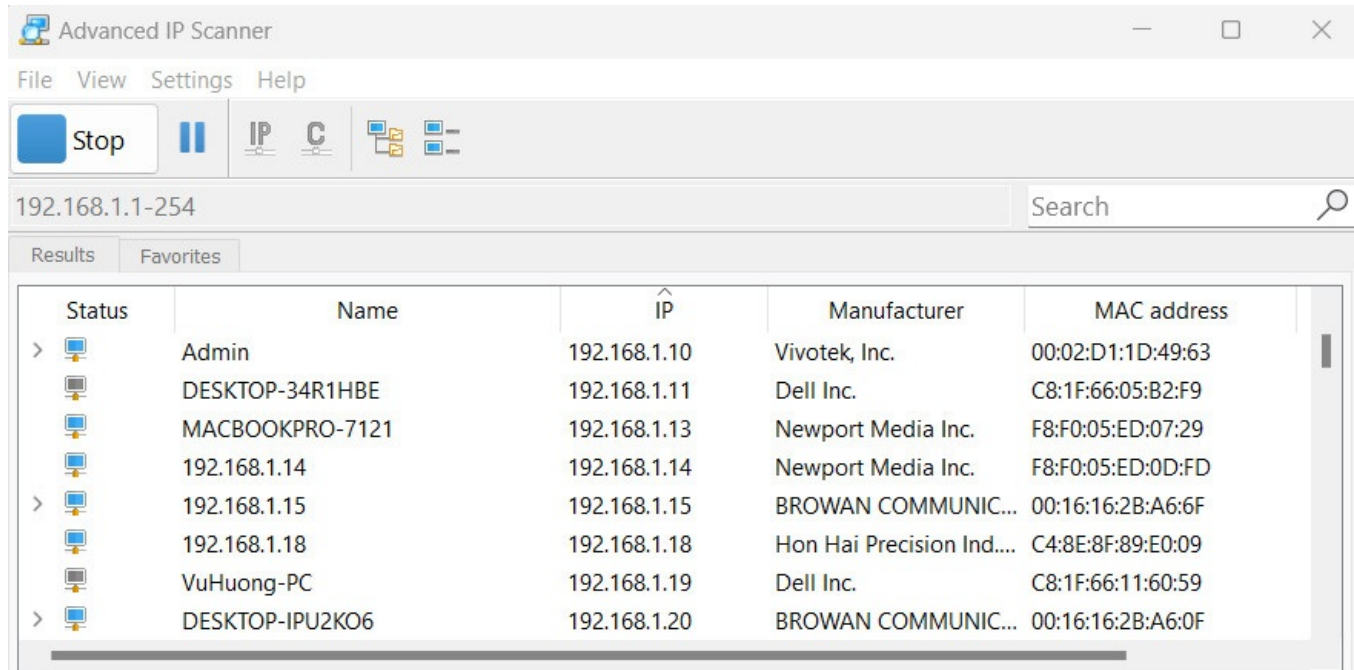 Advanced IP Scanner
File View Settings Help
Stop IP C
192.168.1.1-254 Search
Results Favorites
Status Name IP Manufacturer MAC address
Admin 192.168.1.10 Vivotek, Inc. 00:02:D1:1D:49:63
DESKTOP-34R1HBE 192.168.1.11 Dell Inc. C8:1F:66:05:B2:F9
MACBOOKPRO-7121 192.168.1.13 Newport Media Inc. F8:F0:05:ED:07:29
192.168.1.14 192.168.1.14 Newport Media Inc. F8:F0:05:ED:0D:FD
192.168.1.15 192.168.1.15 BROWAN COMMUNIC... 00:16:16:2B:A6:6F
192.168.1.18 192.168.1.18 Hon Hai Precision Ind.... C4:8E:8F:89:E0:09
VuHuong-PC 192.168.1.19 Dell Inc. C8:1F:66:11:60:59
DESKTOP-IPU2KO6 192.168.1.20 BROWAN COMMUNIC... 00:16:16:2B:A6:0F